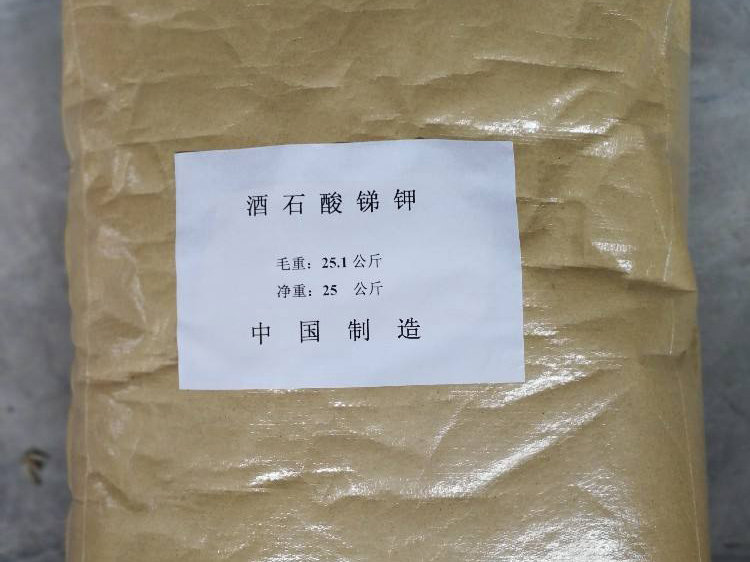 酒石酸锑钾
毛重：25.1 公斤
净重：25 公斤
中国制造